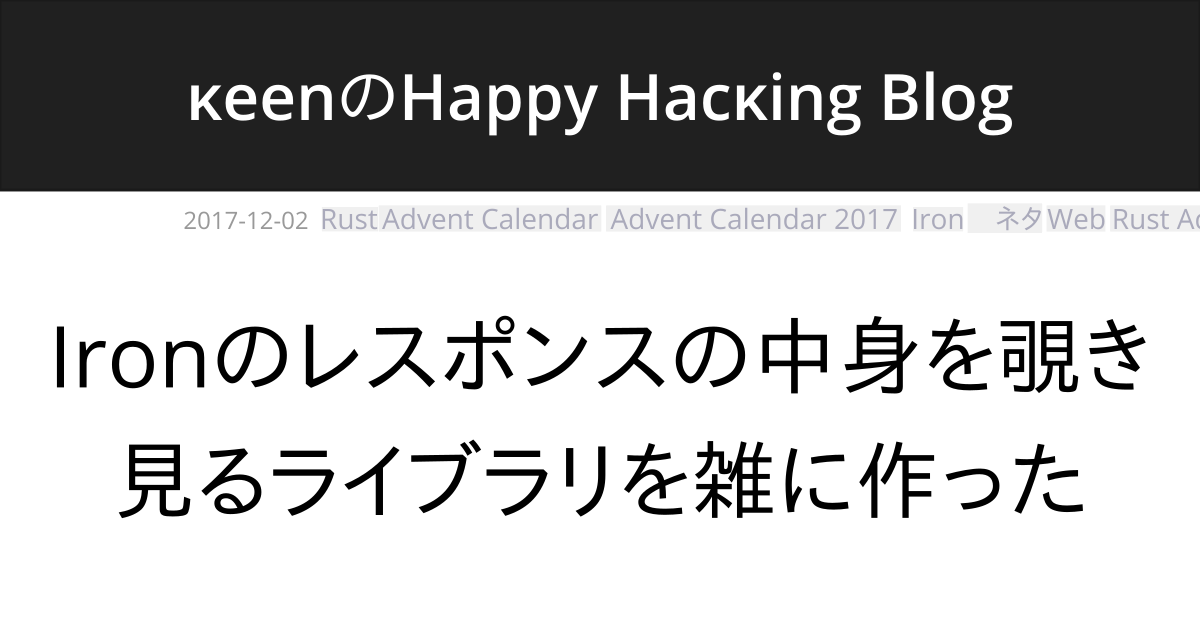 κeenのHappy Hacκing Blog
2017-12-02 Rust Advent Calendar Advent Calendar 2017 Iron ネタ Web Rust
Ironのレスポンスの中身を覗き
見るライブラリを雑に作った